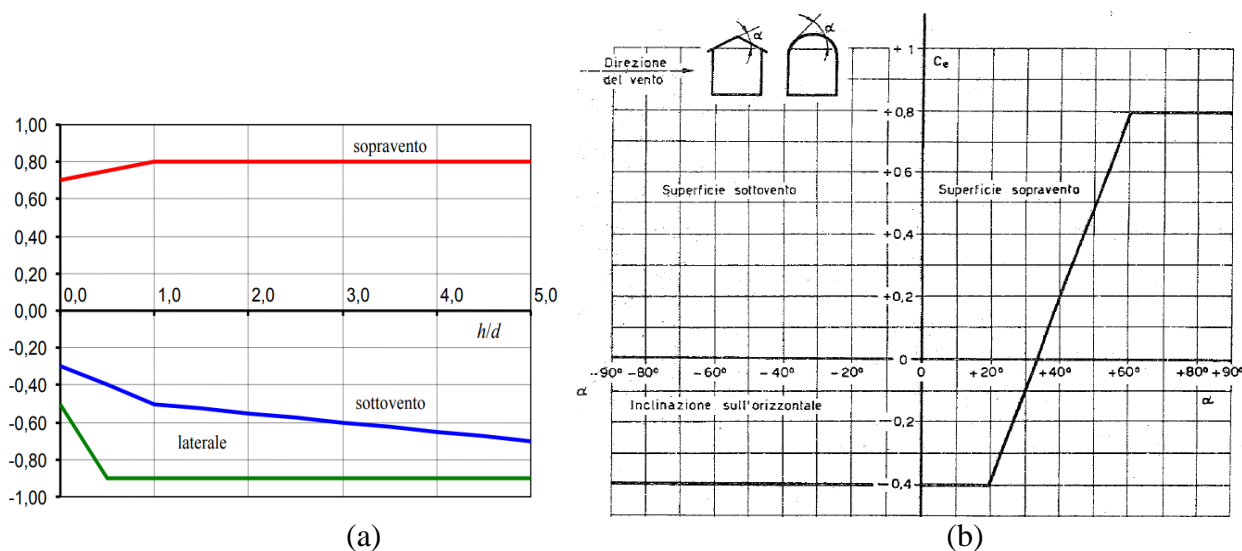 1,00
0,80
0,60
0,40
0,20
0,00
-0,20
-0,40
-0,60
-0,80
-1,00
sopravento
0,0 1,0 2,0 3,0 4,0 5,0
h/d
sottovento
laterale
(a)
α α
Direzione
del vento
+1
Ce
+0,8
+0,6
Superficie sottovento
Superficie sopravento
+0,4
+0,2
0
-90° -80° -60° -40° -20° +20° +40° +60° +80° +90°
α α
Inclinazione sull'orizzontale
-0,2
-0,4
(b)